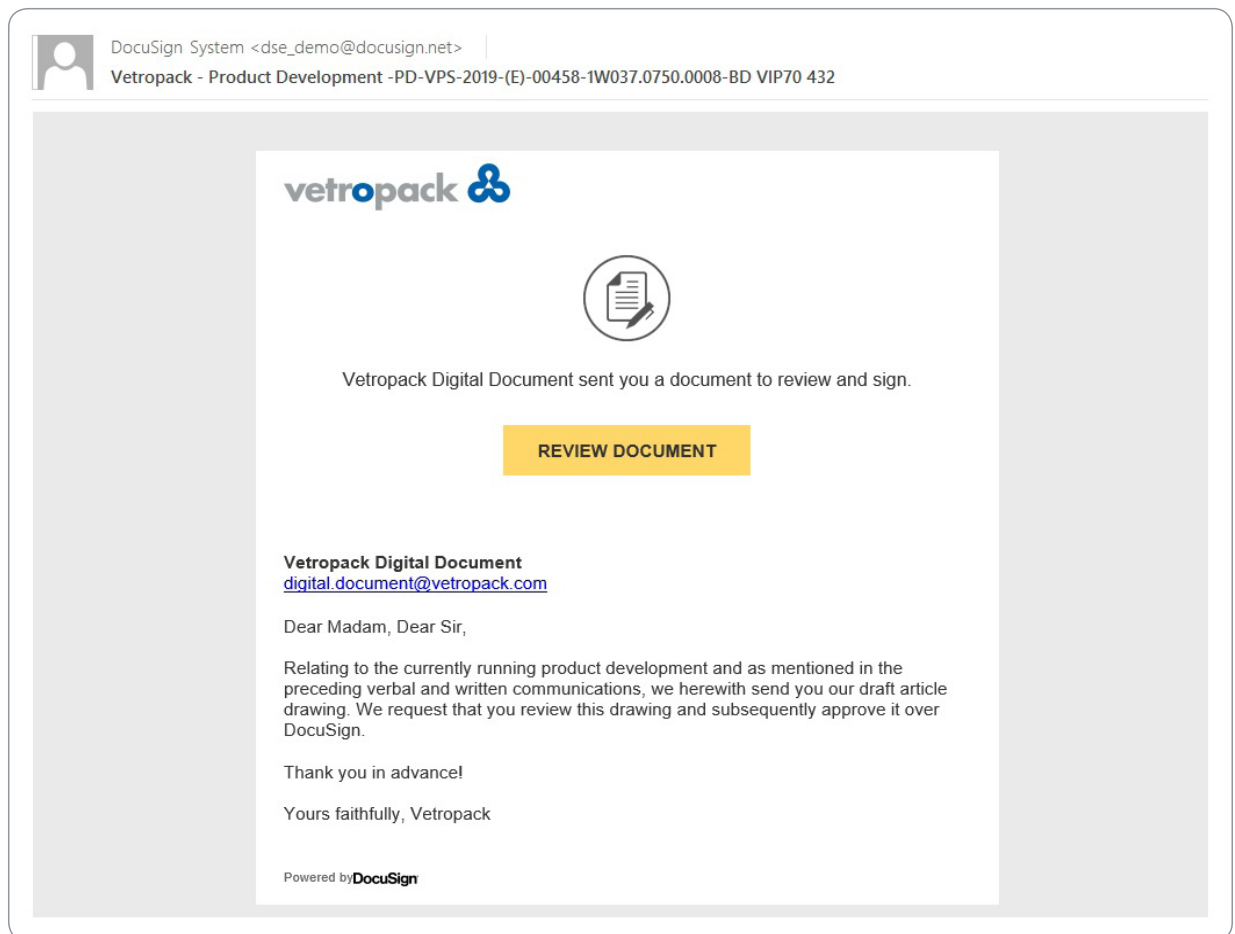 DocuSign System <dse_demo@docusign.net>
Vetropack - Product Development -PD-VPS-2019-(E)-00458-1W037.0750.0008-BD VIP70 432
vetropack
Vetropack Digital Document sent you a document to review and sign.
REVIEW DOCUMENT
Vetropack Digital Document
digital.document@vetropack.com
Dear Madam, Dear Sir,
Relating to the currently running product development and as mentioned in the
preceding verbal and written communications, we herewith send you our draft article
drawing. We request that you review this drawing and subsequently approve it over
DocuSign.
Thank you in advance!
Yours faithfully, Vetropack
Powered by DocuSign